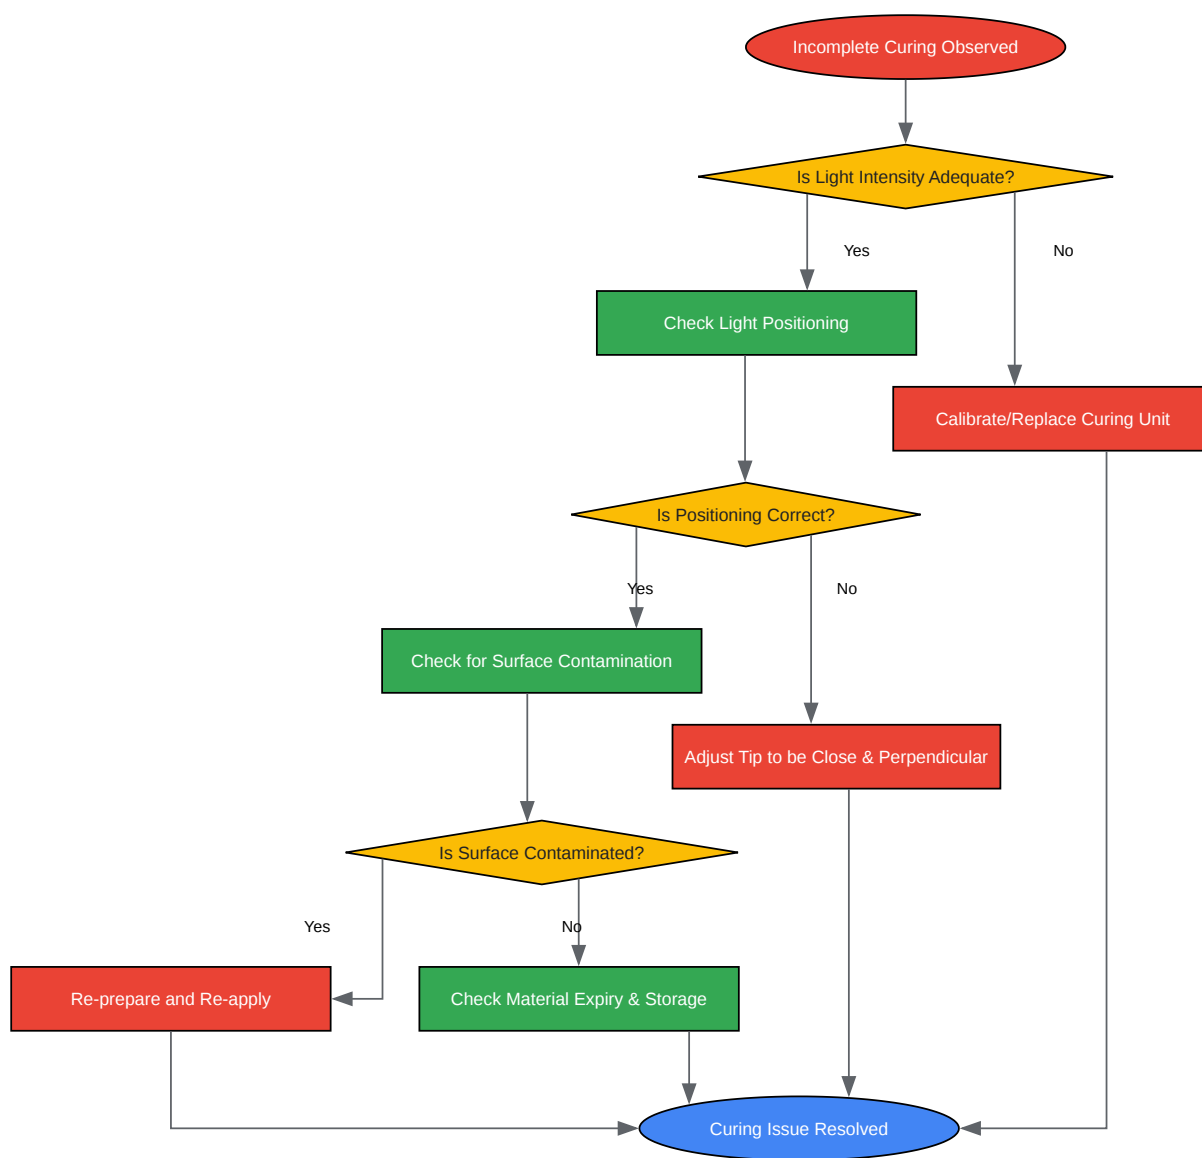 Incomplete Curing Observed
Is Light Intensity Adequate?
Yes
No
Check Light Positioning
Calibrate/Replace Curing Unit
Is Positioning Correct?
Yes
No
Check for Surface Contamination
Adjust Tip to be Close & Perpendicular
Is Surface Contaminated?
Yes
No
Re-prepare and Re-apply
Check Material Expiry & Storage
Curing Issue Resolved